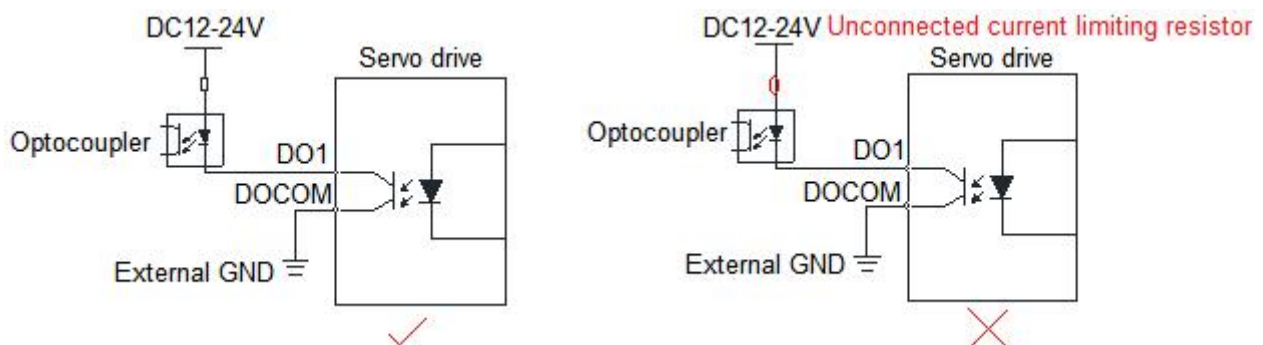 DC12-24V
Servo drive
Optocoupler
DO1
DOCOM
External GND
DC12-24V Unconnected current limiting resistor
Servo drive
Optocoupler
DO1
DOCOM
External GND